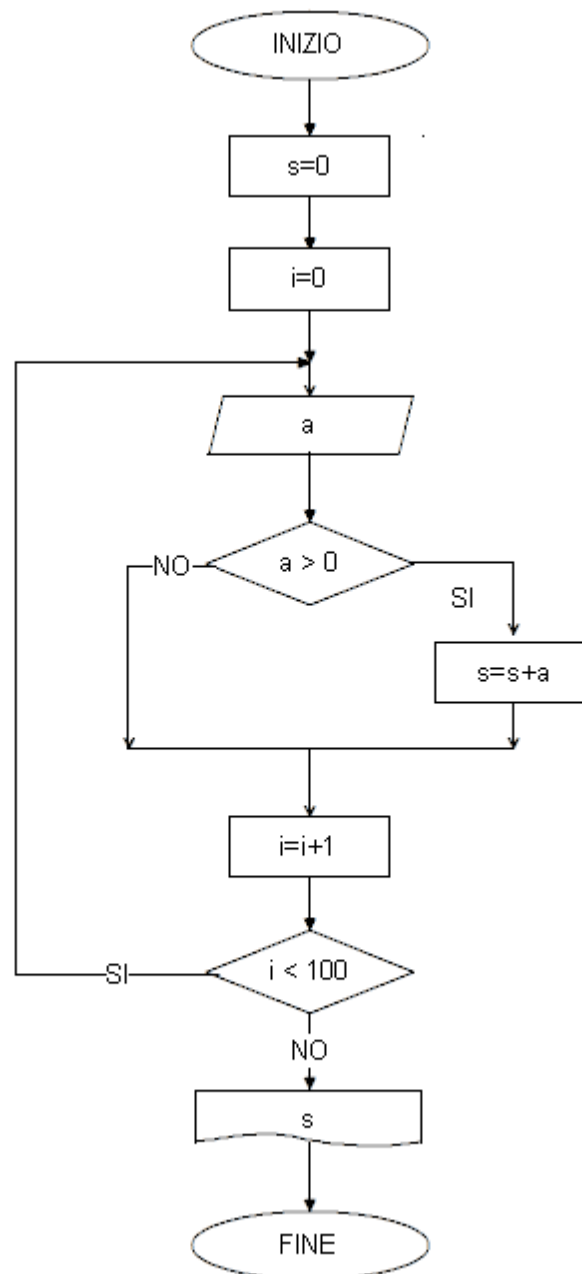 INIZIO
s=0
i=0
a
NO
a > 0
SI
s=s+a
i=i+1
SI
i < 100
NO
s
FINE